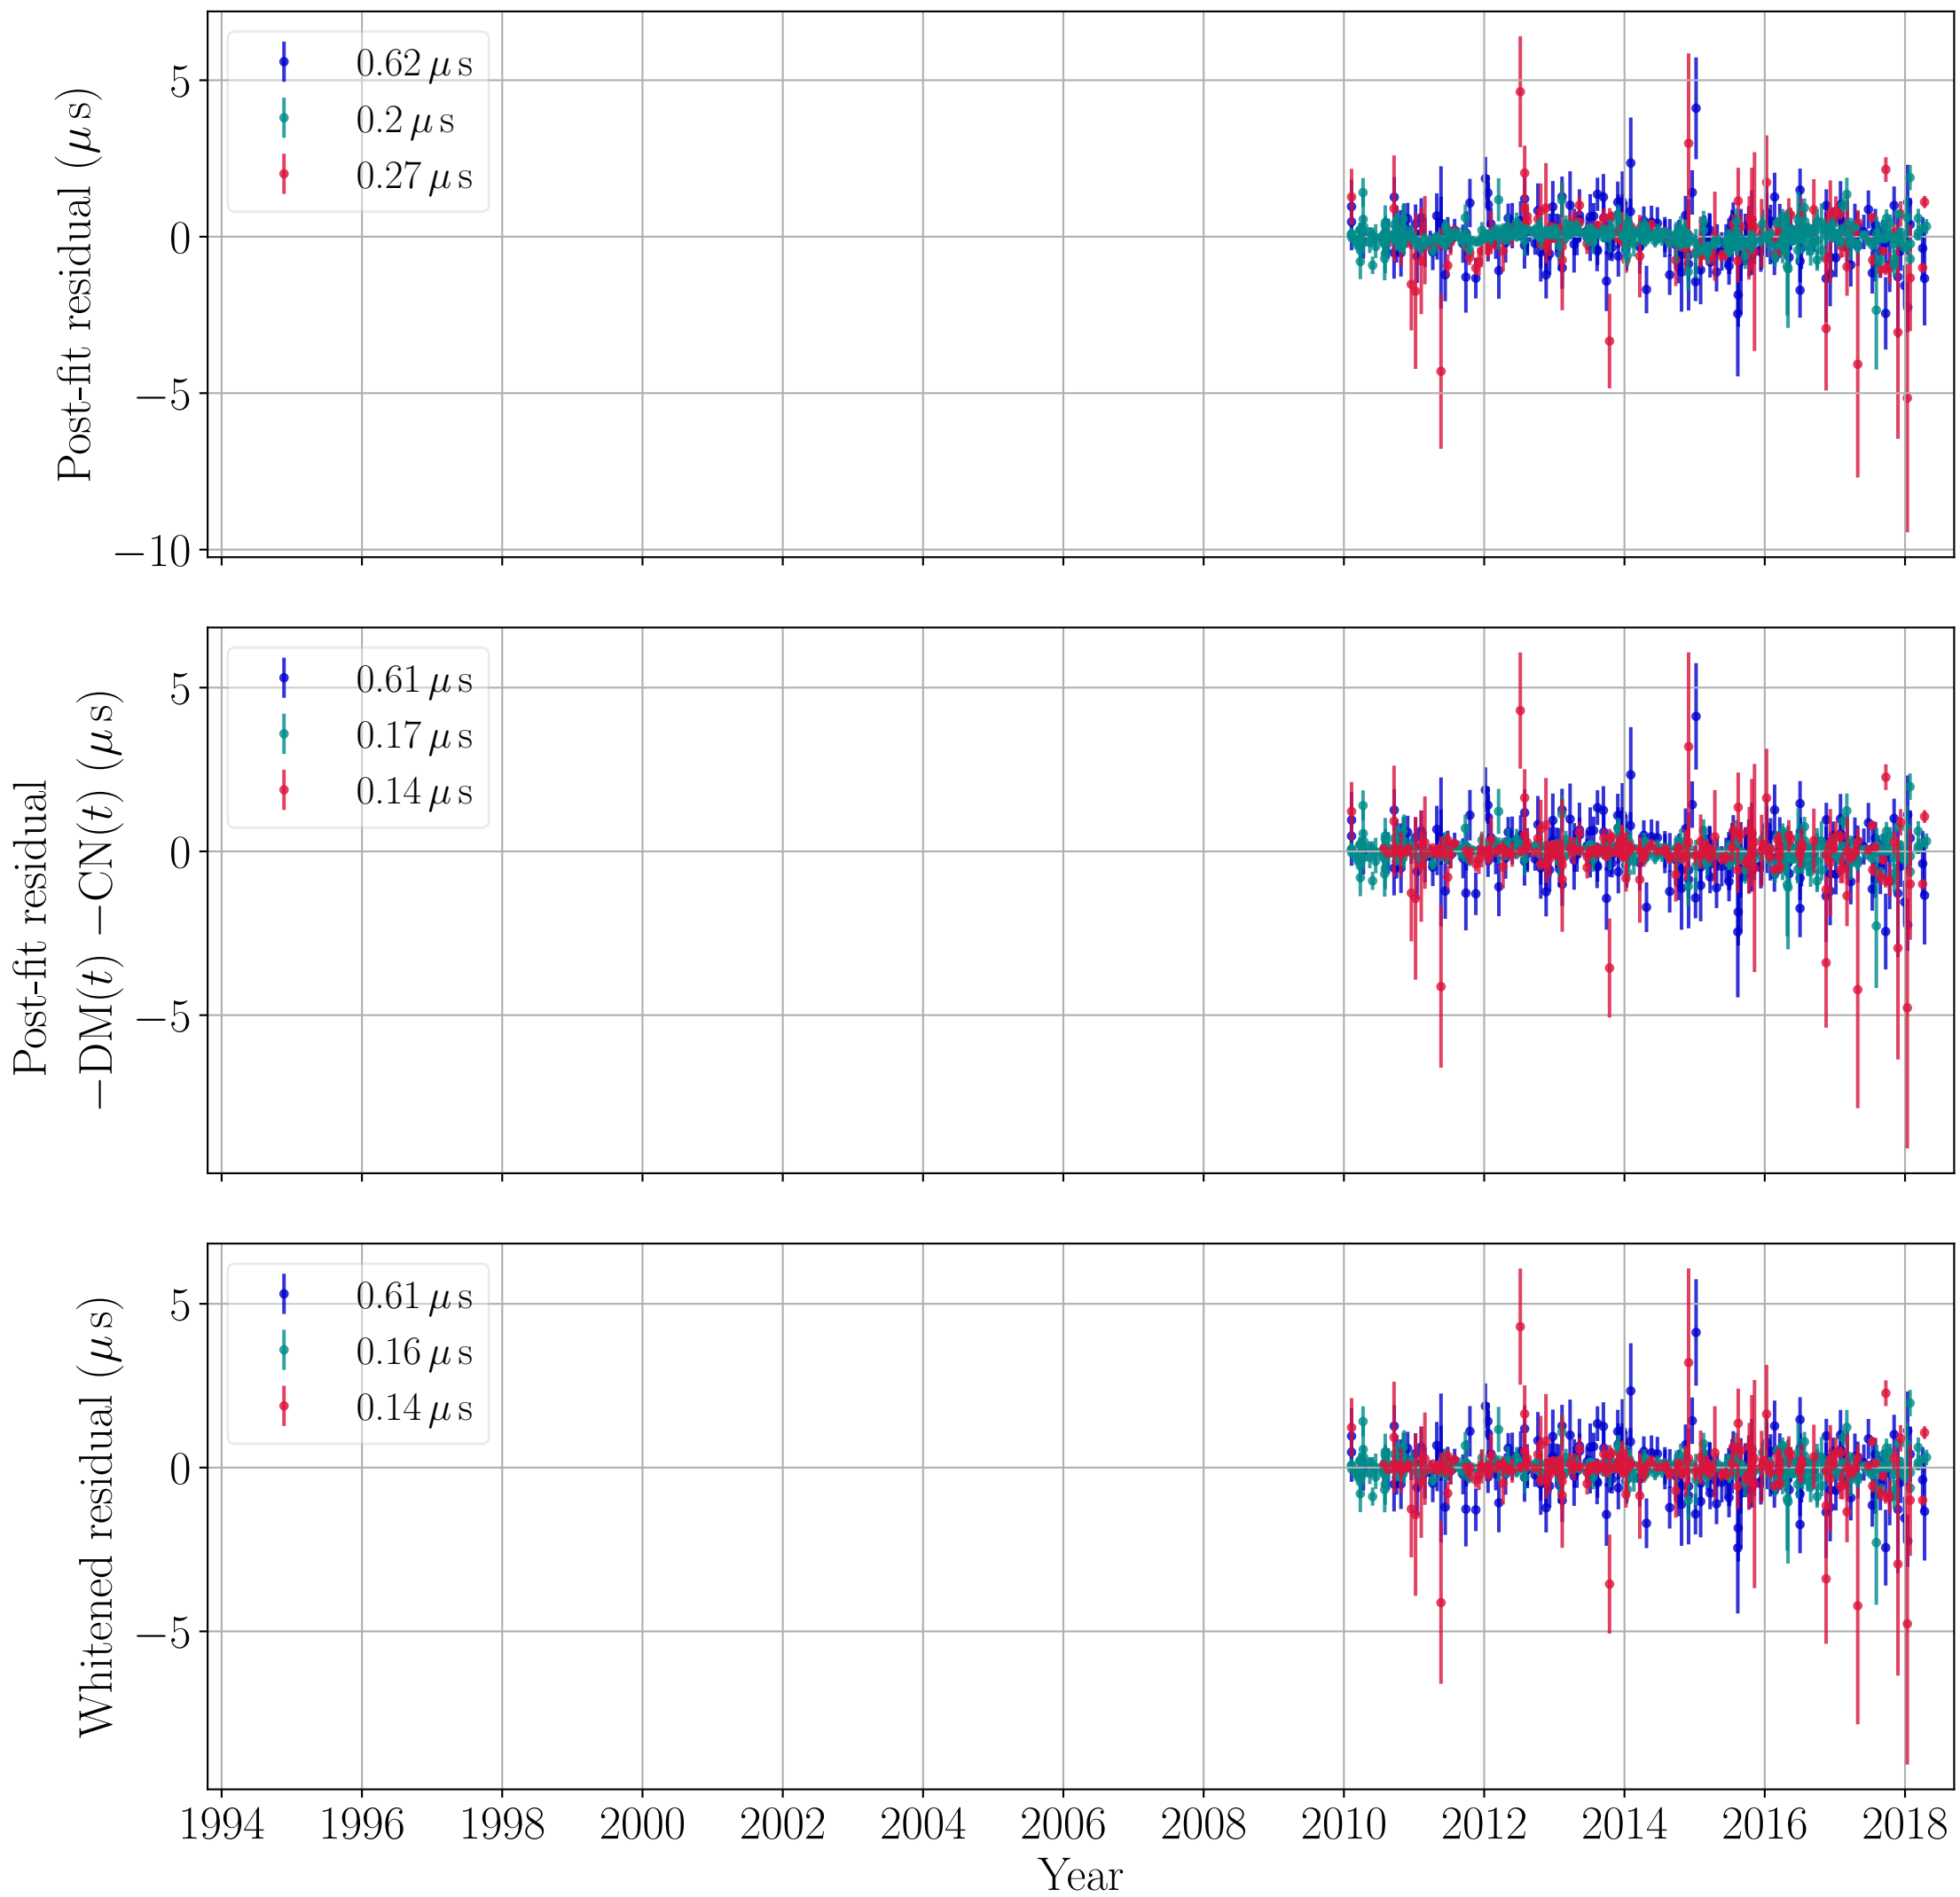 Post-fit residual (μs)
5
0
−5
−10
0.62 μs
0.2 μs
0.27 μs
Post-fit residual
−DM(t) −CN(t) (μs)
5
0
−5
0.61 μs
0.17 μs
0.14 μs
Whitened residual (μs)
5
0
−5
0.61 μs
0.16 μs
0.14 μs
1994 1996 1998 2000 2002 2004 2006 2008 2010 2012 2014 2016 2018
Year